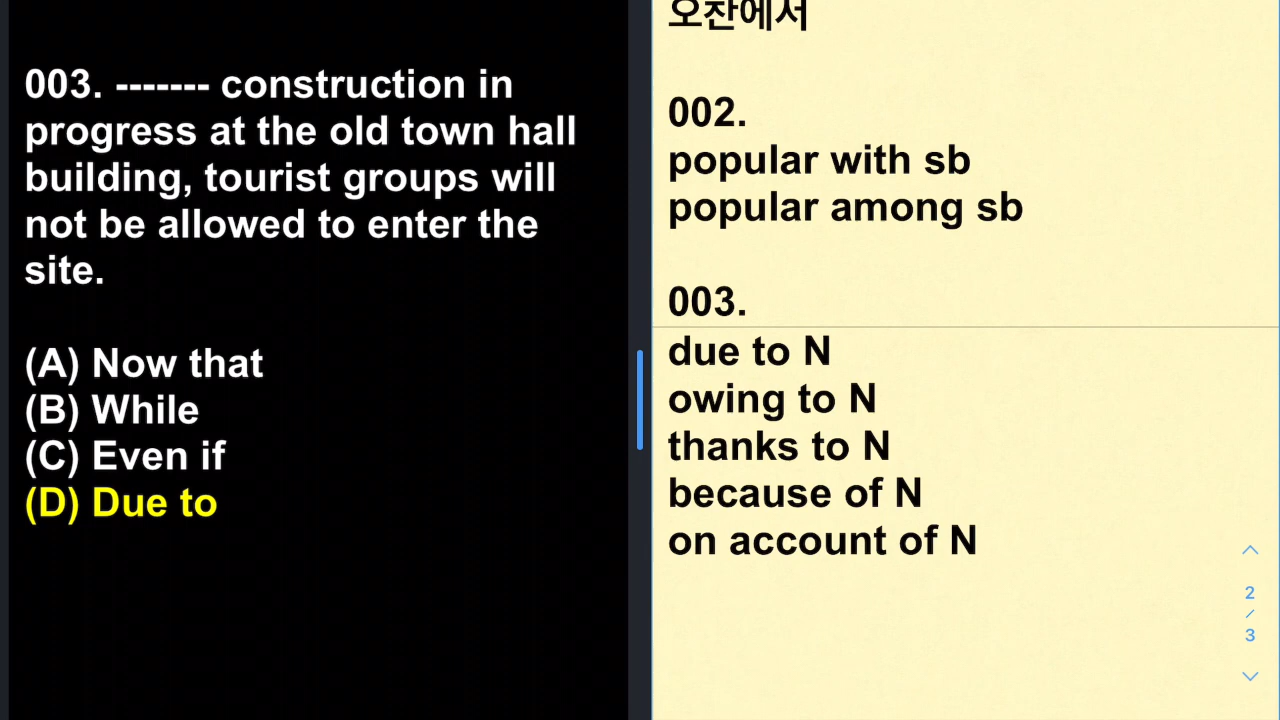 003. ------- construction in
progress at the old town hall
building, tourist groups will
not be allowed to enter the
site.
(A) Now that
(B) While
(C) Even if
(D) Due to
오찬에서
002.
popular with sb
popular among sb
003.
due to N
owing to N
thanks to N
because of N
on account of N
2
/
3